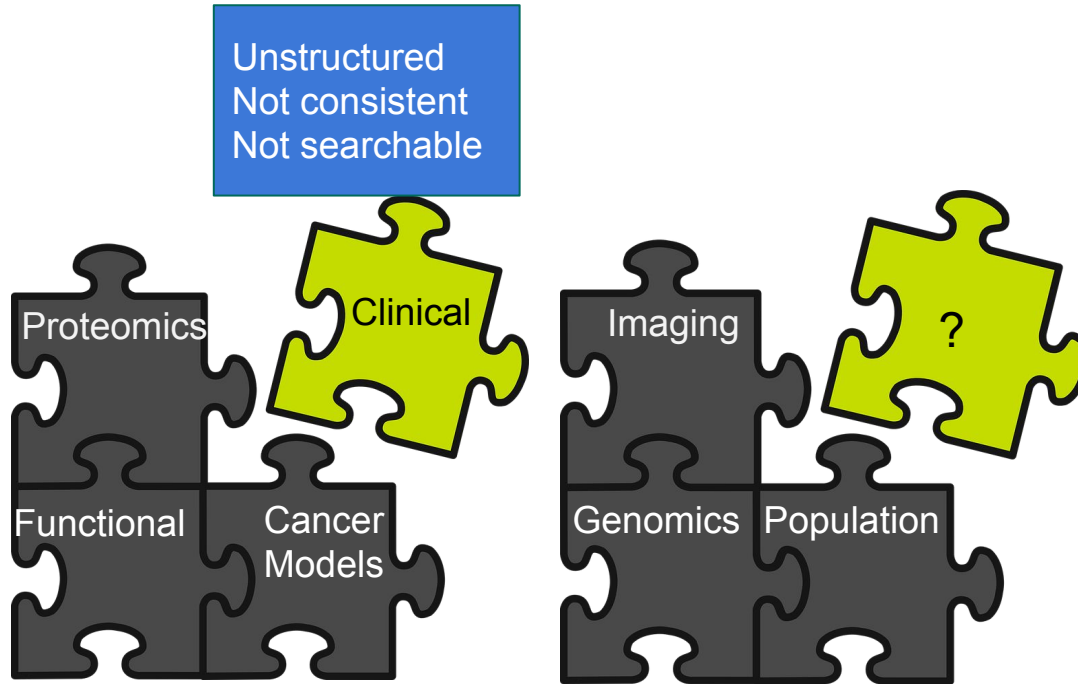 Unstructured
Not consistent
Not searchable
Proteomics
Clinical
Functional
Cancer
Models
Imaging
?
Genomics
Population